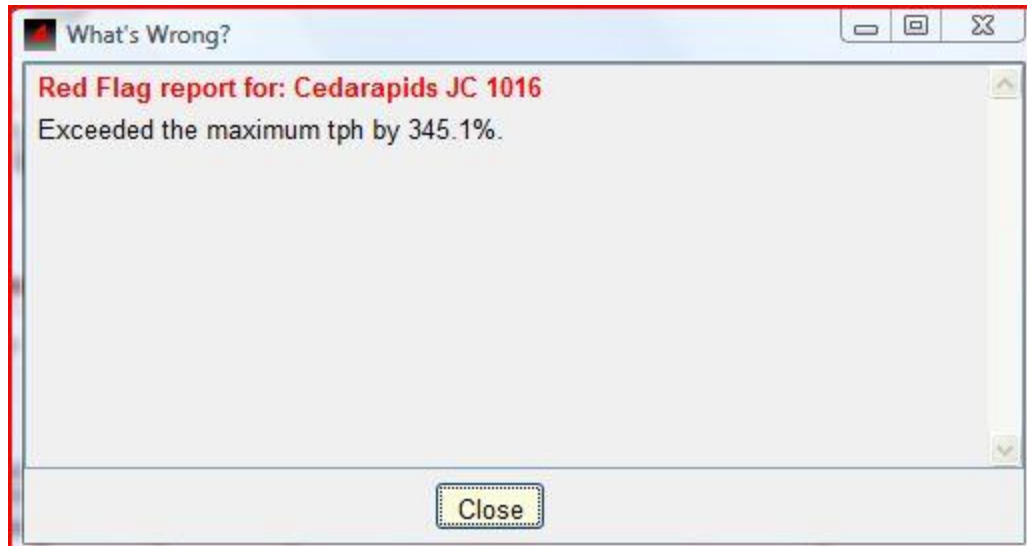 What's Wrong?
Red Flag report for: Cedarapids JC 1016
Exceeded the maximum tph by 345.1%.
Close